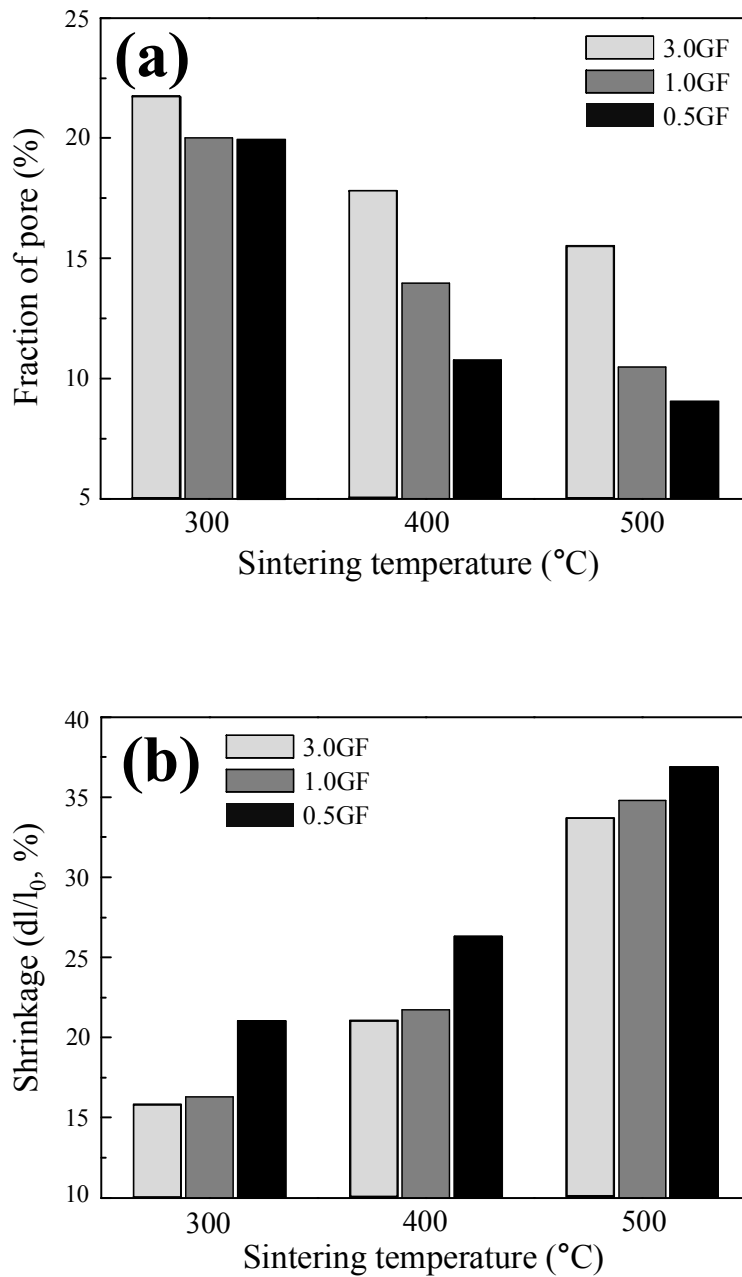 (a)
3.0GF
1.0GF
0.5GF
Fraction of pore (%)
25
20
15
10
5
300 400 500
Sintering temperature (°C)
(b)
3.0GF
1.0GF
0.5GF
Shrinkage (dl/l₀, %)
40
35
30
25
20
15
10
300 400 500
Sintering temperature (°C)